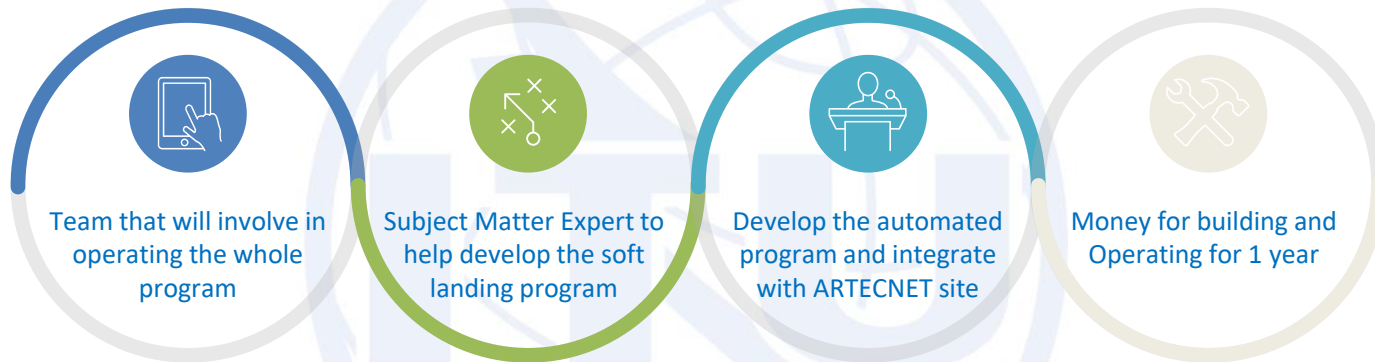 Team that will involve in
operating the whole
program
Subject Matter Expert to
help develop the soft
landing program
Develop the automated
program and integrate
with ARTECNET site
Money for building and
Operating for 1 year
ITU